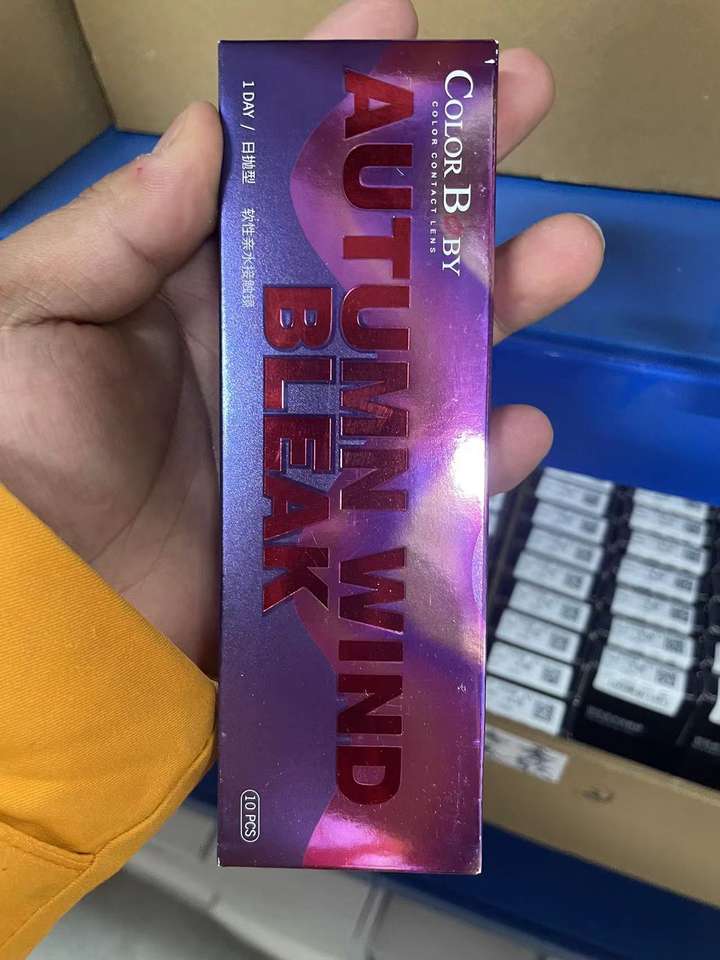 COLOR BOBY
COLOR CONTACT LENS
AUTUMN WIND
BLEAK
1 DAY / 日抛型 软性亲水接触镜
10 PCS